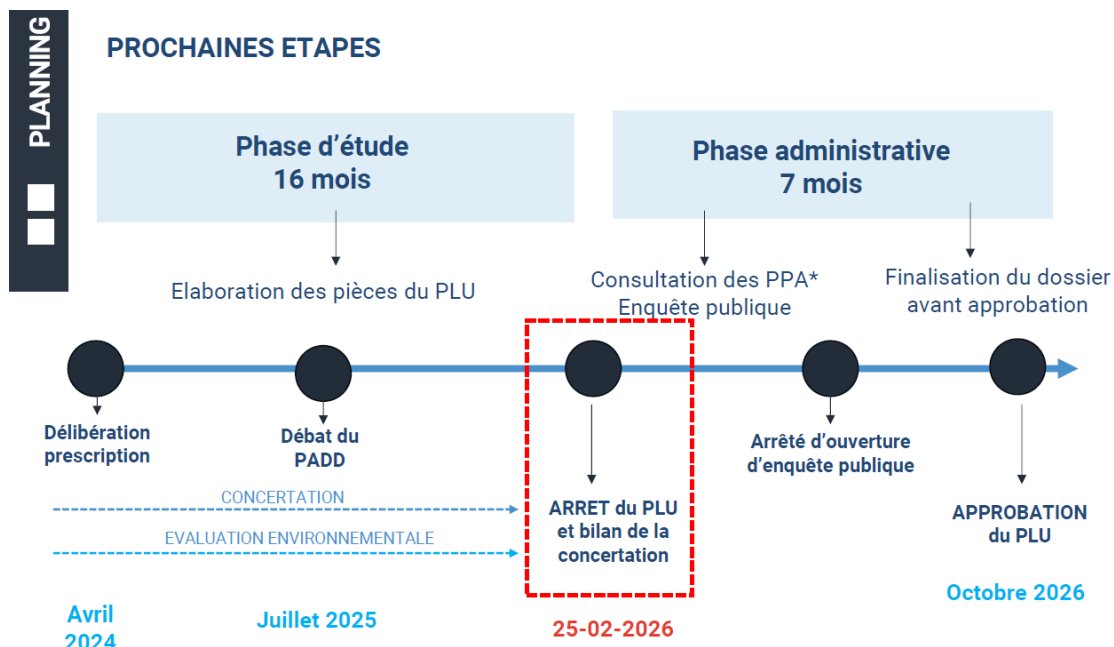 PLANNING
PROCHAINES ETAPES
Phase d’étude
16 mois
Phase administrative
7 mois
Elaboration des pièces du PLU
Consultation des PPA*
Enquête publique
Finalisation du dossier
avant approbation
Délibération
prescription
Débat du
PADD
ARRET du PLU
et bilan de la
concertation
Arrêté d’ouverture
d’enquête publique
APPROBATION
du PLU
CONCERTATION
EVALUATION ENVIRONNEMENTALE
Avril
2024
Juillet 2025
25-02-2026
Octobre 2026